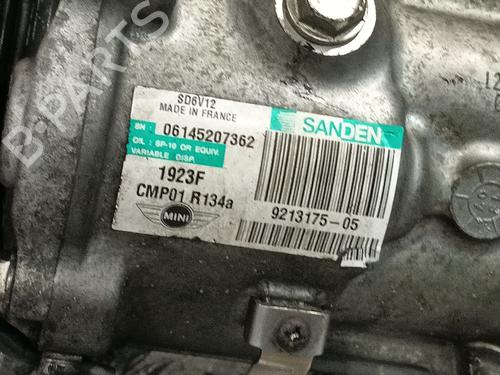 B-PARTS
SD6V12
MADE IN FRANCE
SANDEN
SN : 06145207362
OIL : SP-10 OR EQUIV.
VARIABLE DISP.
1923F
CMP01 R134a
MINI
9213175-05